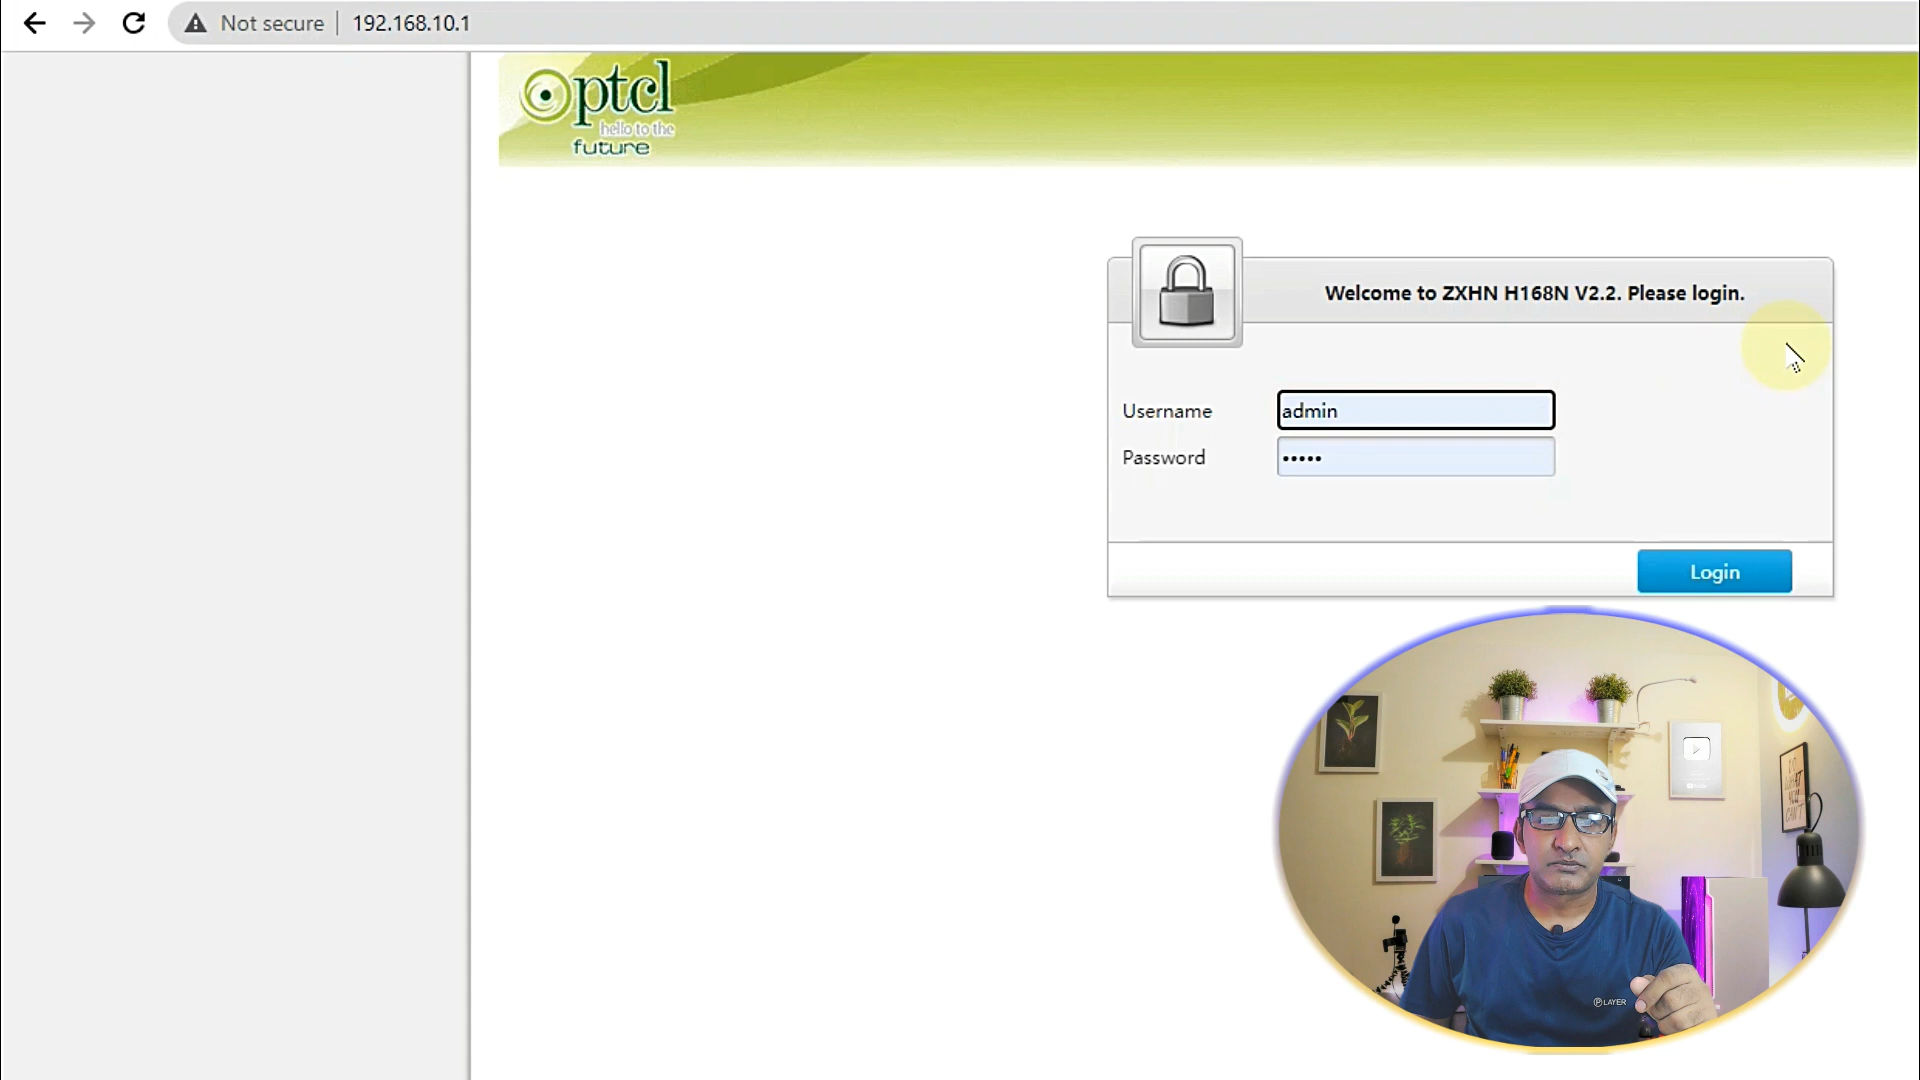 Not secure | 192.168.10.1
ptcl
hello to the
future
Welcome to ZXHN H168N V2.2. Please login.
Username admin
Password •••••
Login
PLAYER